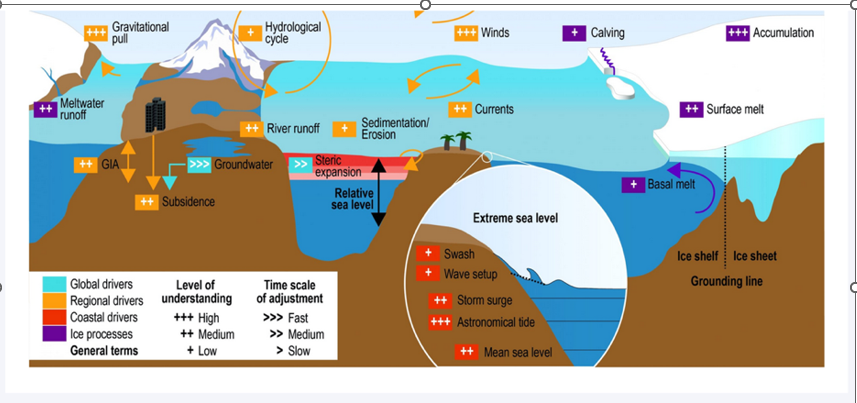 +++ Gravitational
pull
+ Hydrological
cycle
+++ Winds
+ Calving
+++ Accumulation
++ Meltwater
runoff
++ Currents
++ Surface melt
++ River runoff
+ Sedimentation/
Erosion
++ GIA
>>> Groundwater
>> Steric
expansion
+ Basal melt
++ Subsidence
Relative
sea level
Extreme sea level
+ Swash
+ Wave setup
++ Storm surge
+++ Astronomical tide
++ Mean sea level
Ice shelf Ice sheet
Grounding line
Global drivers
Regional drivers
Coastal drivers
Ice processes
General terms
Level of
understanding
+++ High
++ Medium
+ Low
Time scale
of adjustment
>>> Fast
>> Medium
> Slow